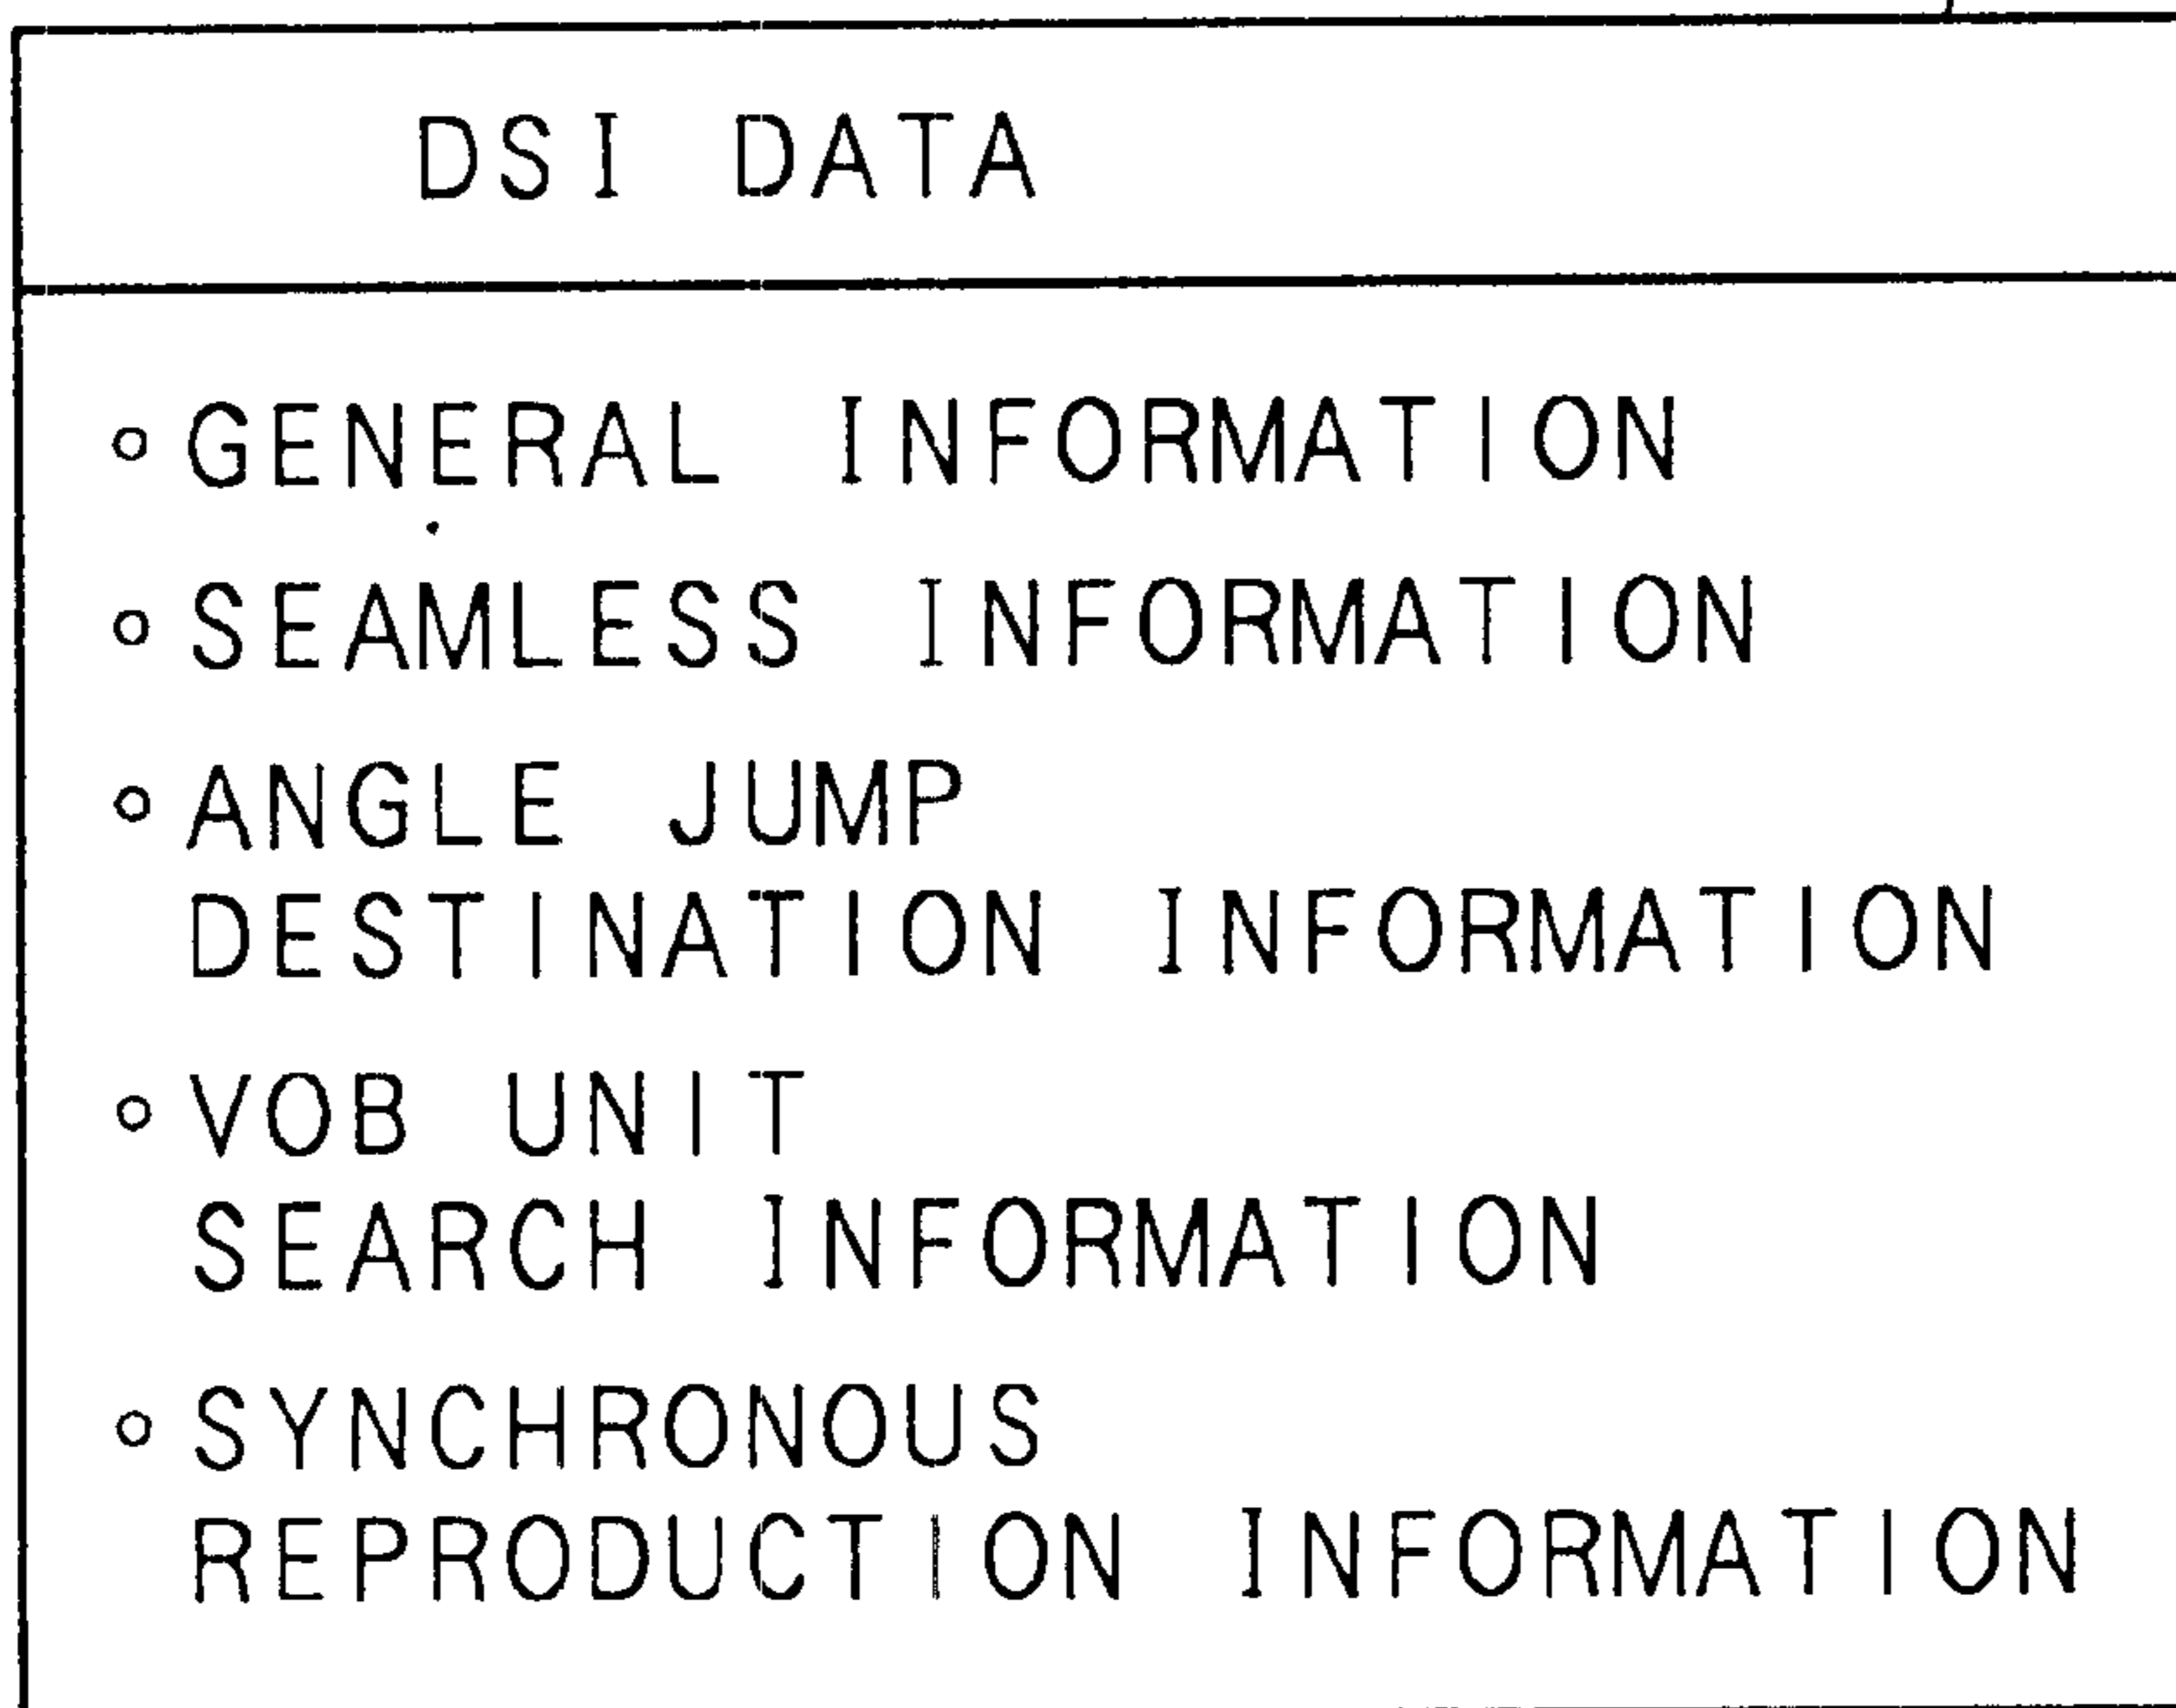 DSI DATA
∘GENERAL INFORMATION
∘SEAMLESS INFORMATION
∘ANGLE JUMP
DESTINATION INFORMATION
∘VOB UNIT
SEARCH INFORMATION
∘SYNCHRONOUS
REPRODUCTION INFORMATION